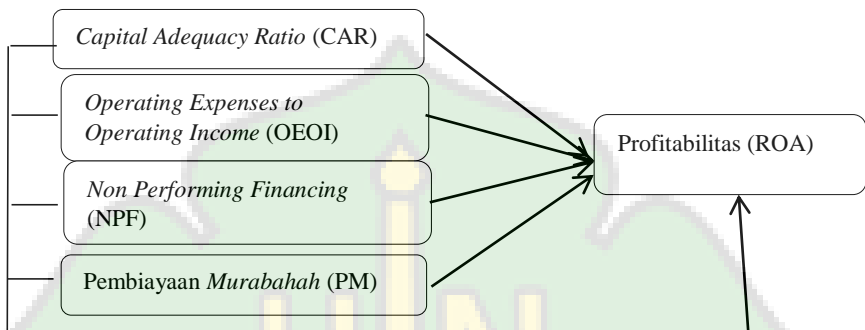 Capital Adequacy Ratio (CAR)
Operating Expenses to
Operating Income (OEOI)
Profitabilitas (ROA)
Non Performing Financing
(NPF)
Pembiayaan Murabahah (PM)